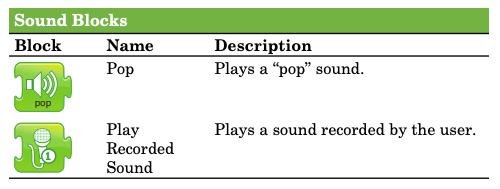 Sound Blocks
Block Name Description
pop
Pop Plays a “pop” sound.
1
Play Plays a sound recorded by the user.
Recorded
Sound